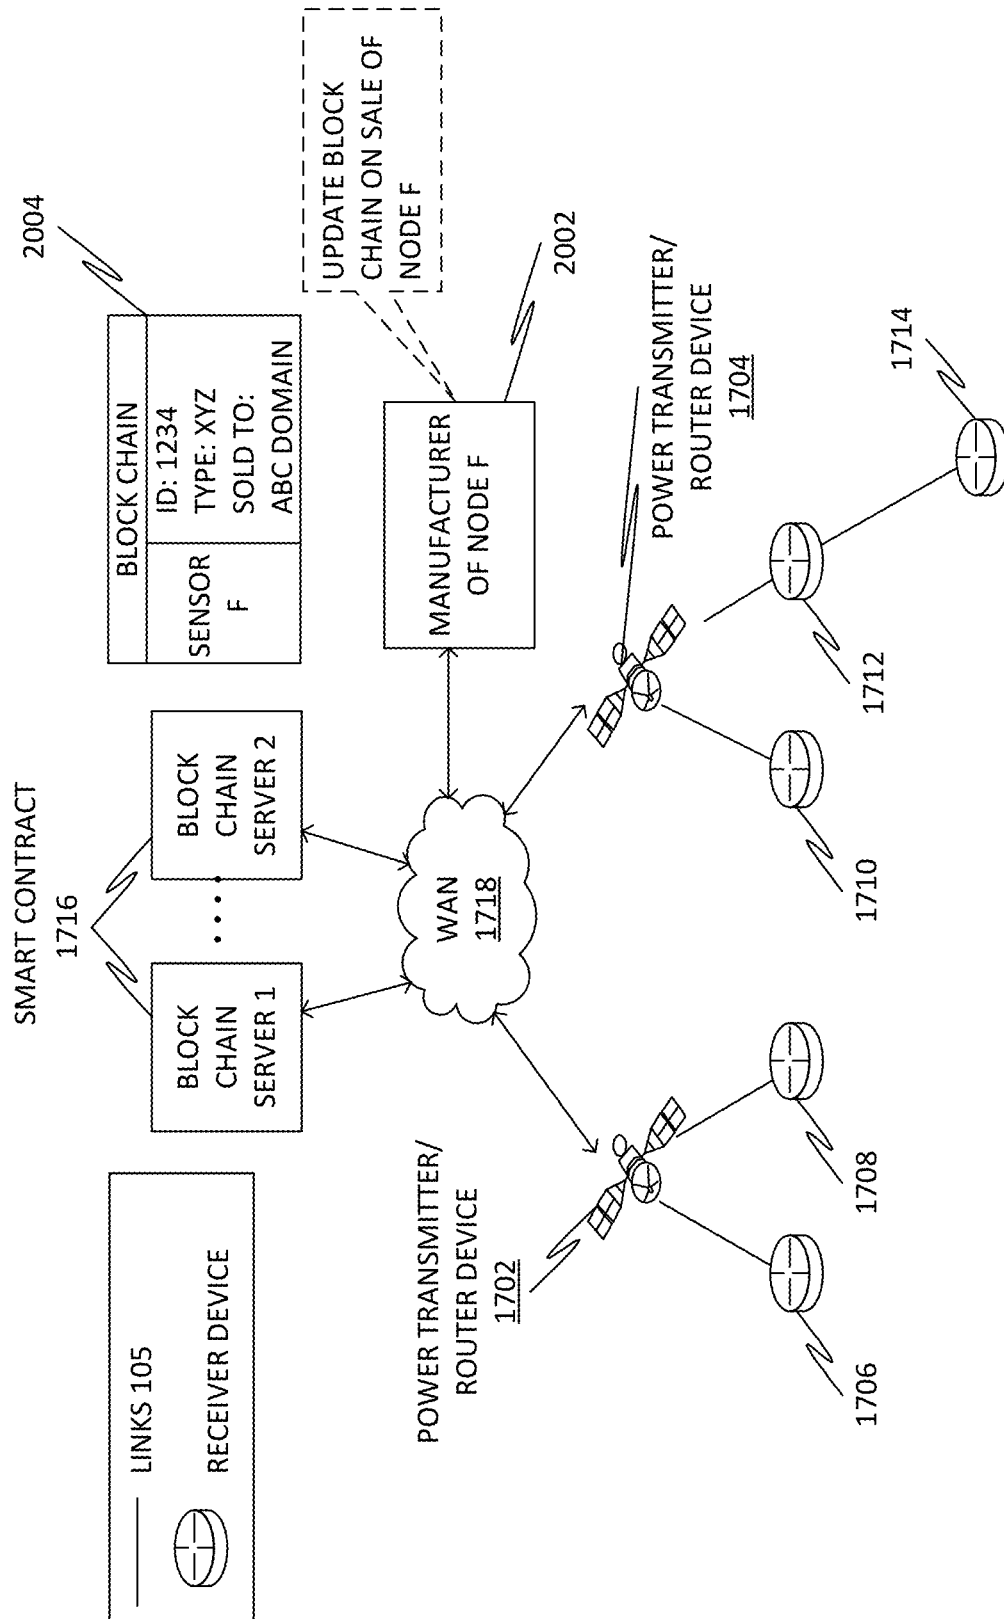 LINKS 105
RECEIVER DEVICE
SMART CONTRACT
1716
BLOCK
CHAIN
SERVER 1
BLOCK
CHAIN
SERVER 2
BLOCK CHAIN
SENSOR
F
ID: 1234
TYPE: XYZ
SOLD TO:
ABC DOMAIN
2004
WAN
1718
MANUFACTURER
OF NODE F
UPDATE BLOCK
CHAIN ON SALE OF
NODE F
2002
POWER TRANSMITTER/
ROUTER DEVICE
1702
POWER TRANSMITTER/
ROUTER DEVICE
1704
1706
1708
1710
1712
1714